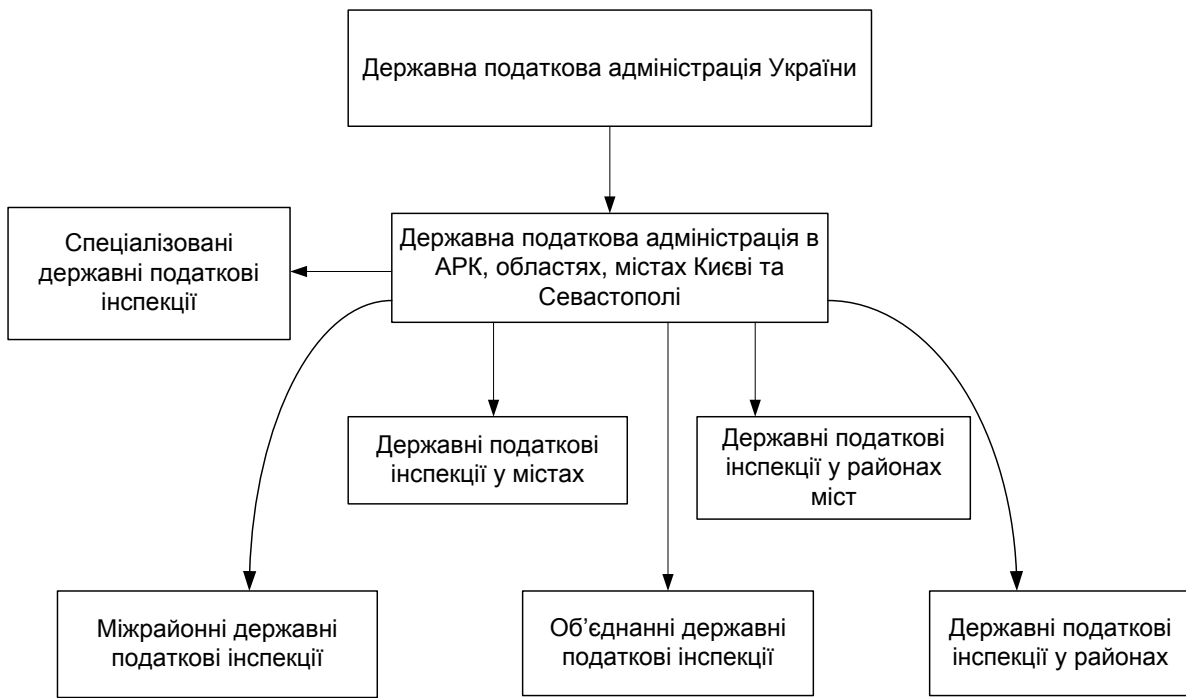 Державна податкова адміністрація України
Спеціалізовані
державні податкові
інспекції
Державна податкова адміністрація в
АРК, областях, містах Києві та
Севастополі
Державні податкові
інспекції у містах
Державні податкові
інспекції у районах
міст
Міжрайонні державні
податкові інспекції
Об’єднанні державні
податкові інспекції
Державні податкові
інспекції у районах